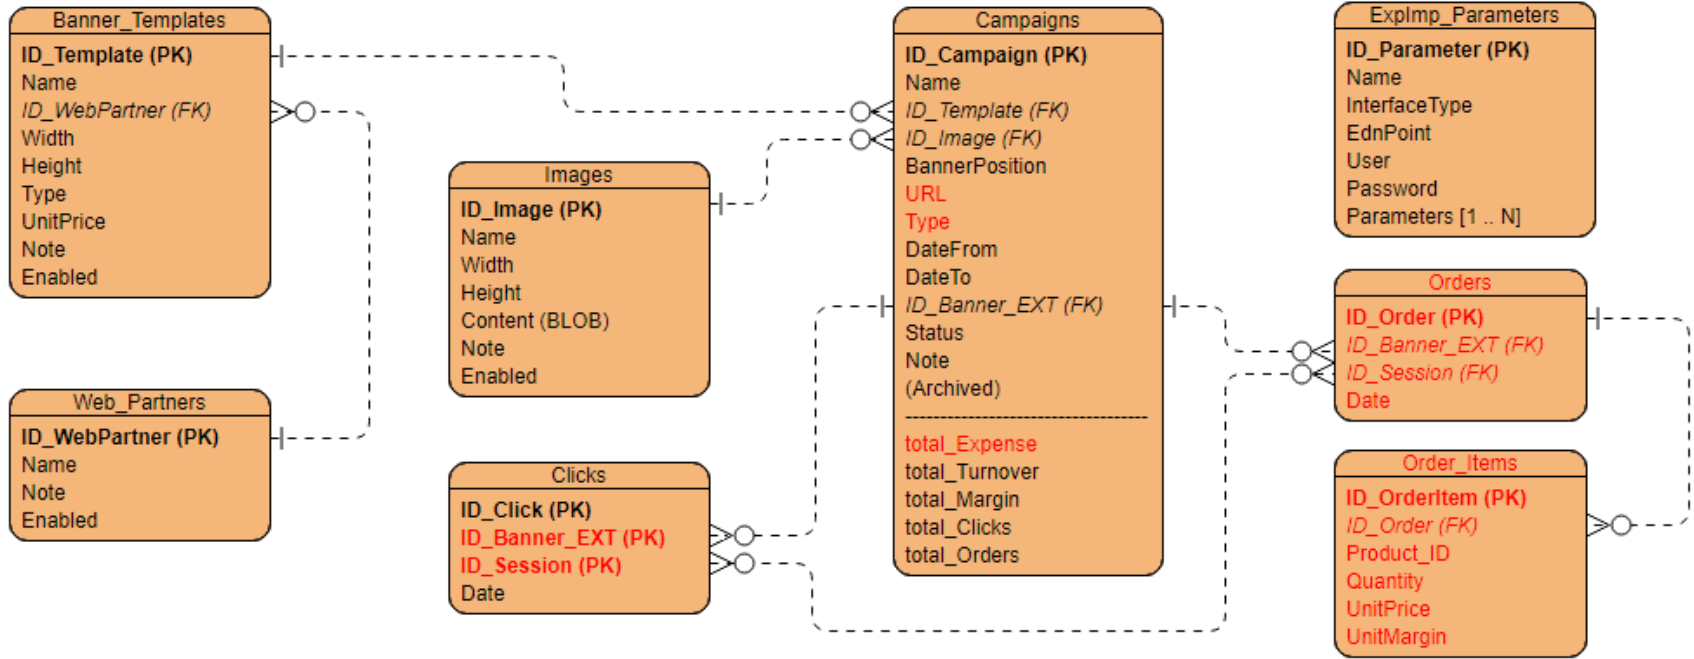 Banner_Templates
ID_Template (PK)
Name
ID_WebPartner (FK)
Width
Height
Type
UnitPrice
Note
Enabled
Web_Partners
ID_WebPartner (PK)
Name
Note
Enabled
Images
ID_Image (PK)
Name
Width
Height
Content (BLOB)
Note
Enabled
Clicks
ID_Click (PK)
ID_Banner_EXT (PK)
ID_Session (PK)
Date
Campaigns
ID_Campaign (PK)
Name
ID_Template (FK)
ID_Image (FK)
BannerPosition
URL
Type
DateFrom
DateTo
ID_Banner_EXT (FK)
Status
Note
(Archived)
-----------------------------------
total_Expense
total_Turnover
total_Margin
total_Clicks
total_Orders
ExpImp_Parameters
ID_Parameter (PK)
Name
InterfaceType
EdnPoint
User
Password
Parameters [1 .. N]
Orders
ID_Order (PK)
ID_Banner_EXT (FK)
ID_Session (FK)
Date
Order_Items
ID_OrderItem (PK)
ID_Order (FK)
Product_ID
Quantity
UnitPrice
UnitMargin